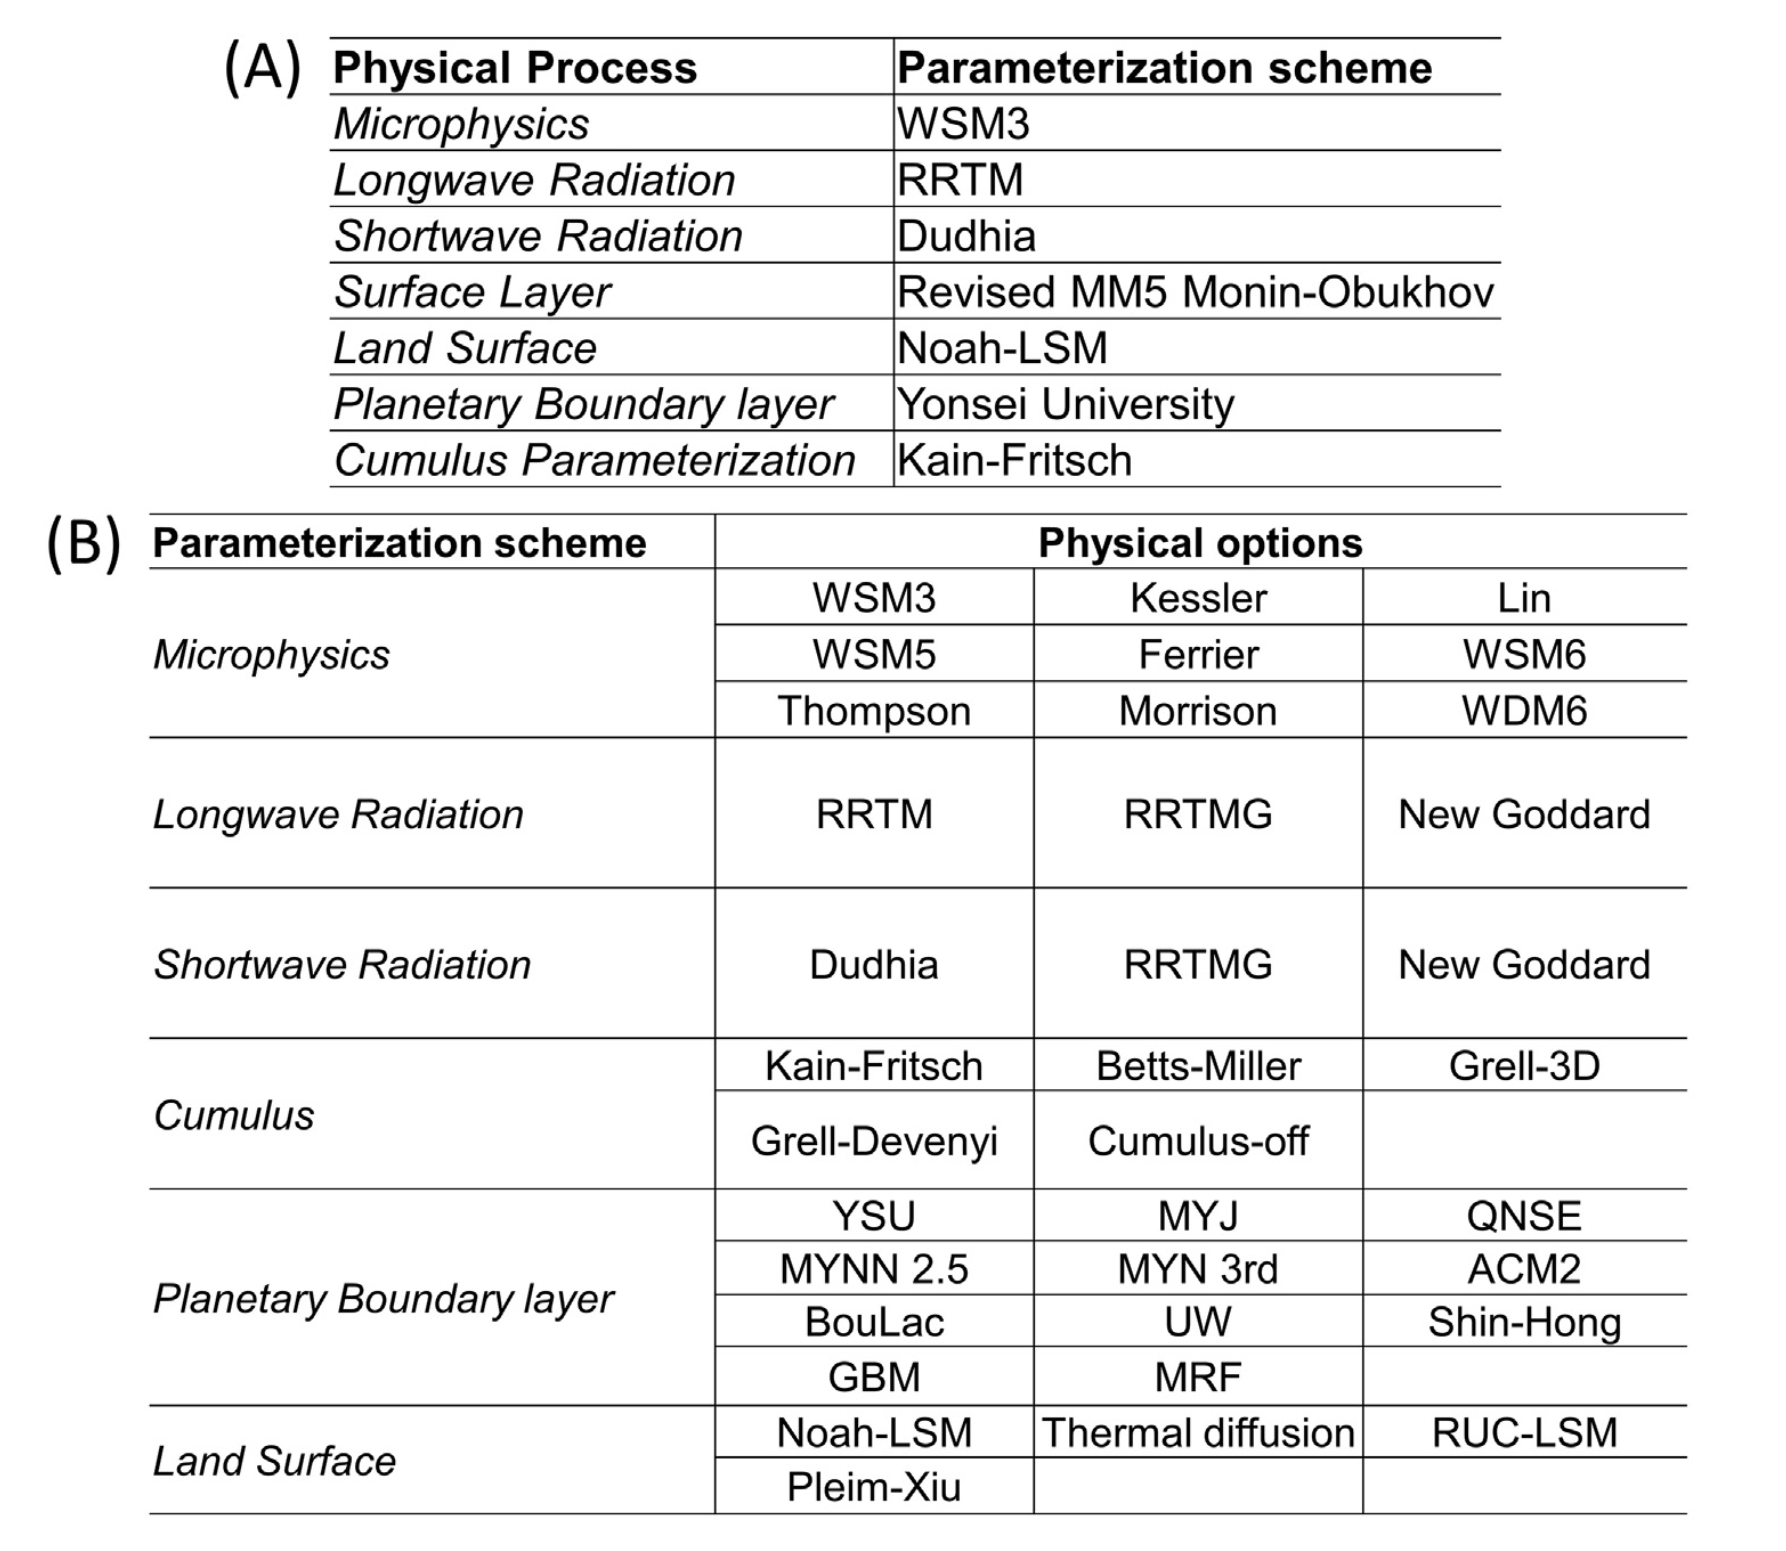 (A) Physical Process Parameterization scheme
Microphysics WSM3
Longwave Radiation RRTM
Shortwave Radiation Dudhia
Surface Layer Revised MM5 Monin-Obukhov
Land Surface Noah-LSM
Planetary Boundary layer Yonsei University
Cumulus Parameterization Kain-Fritsch
(B) Parameterization scheme Physical options
WSM3 Kessler Lin
Microphysics WSM5 Ferrier WSM6
Thompson Morrison WDM6
Longwave Radiation RRTM RRTMG New Goddard
Shortwave Radiation Dudhia RRTMG New Goddard
Kain-Fritsch Betts-Miller Grell-3D
Cumulus
Grell-Devenyi Cumulus-off
YSU MYJ QNSE
MYNN 2.5 MYN 3rd ACM2
Planetary Boundary layer
BouLac UW Shin-Hong
GBM MRF
Noah-LSM Thermal diffusion RUC-LSM
Land Surface
Pleim-Xiu